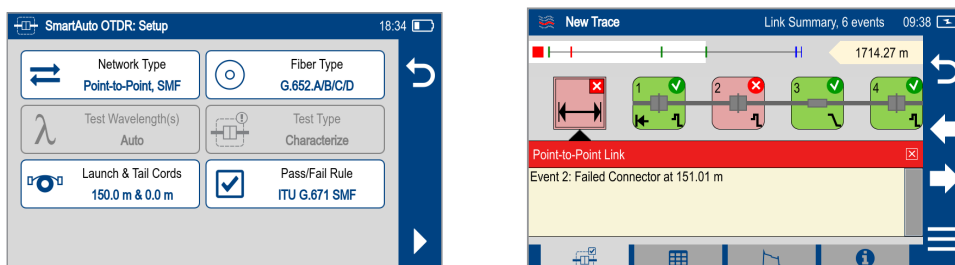 SmartAuto OTDR: Setup 18:34
Network Type
Point-to-Point, SMF
Fiber Type
G.652.A/B/C/D
Test Wavelength(s)
Auto
Test Type
Characterize
Launch & Tail Cords
150.0 m & 0.0 m
Pass/Fail Rule
ITU G.671 SMF
New Trace Link Summary, 6 events 09:38
1714.27 m
1 2 3 4
Point-to-Point Link
Event 2: Failed Connector at 151.01 m